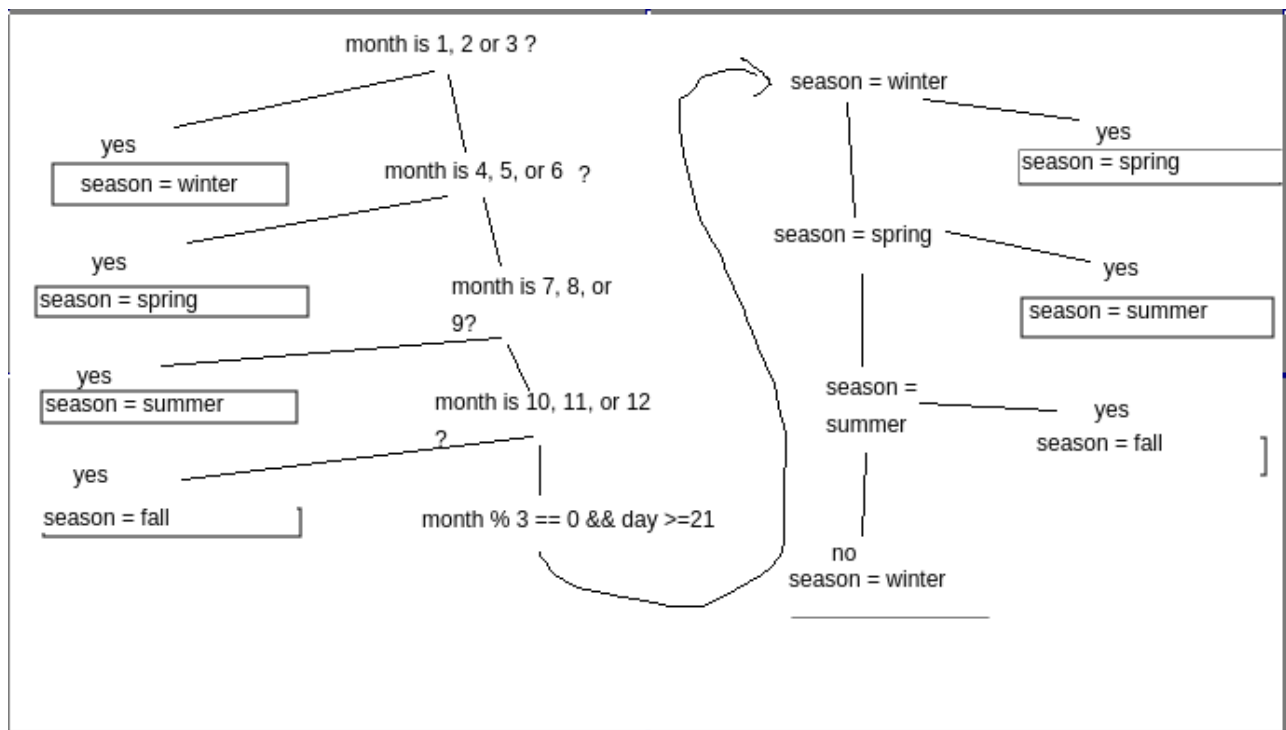 month is 1, 2 or 3 ?
yes
season = winter
month is 4, 5, or 6 ?
yes
season = spring
month is 7, 8, or
9?
yes
season = summer
month is 10, 11, or 12
?
yes
season = fall
month % 3 == 0 && day >=21
season = winter
yes
season = spring
season = spring
yes
season = summer
season =
summer
yes
season = fall
no
season = winter